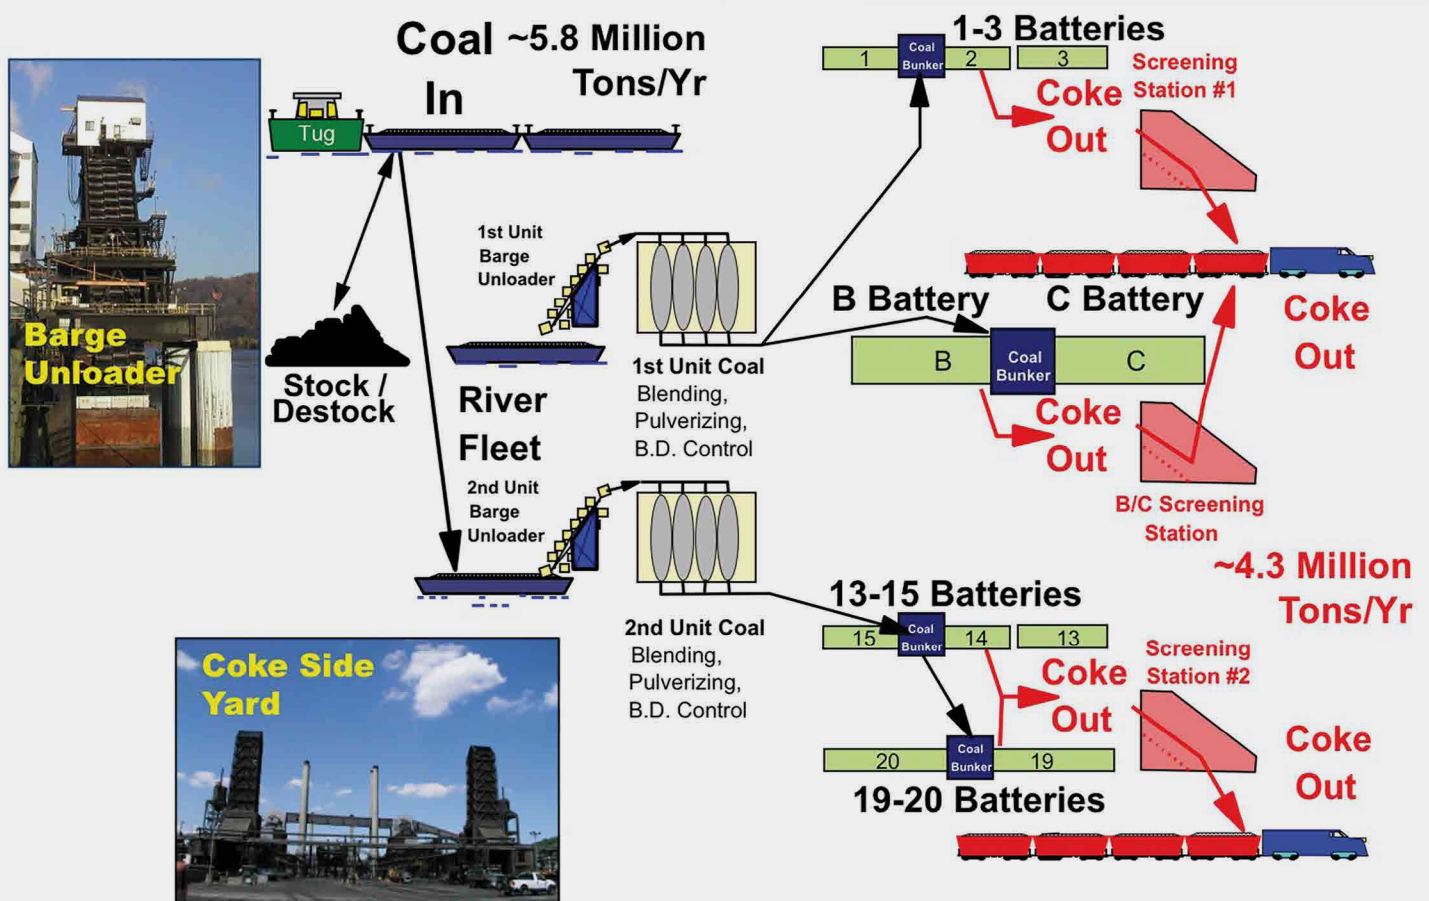 Coal ~5.8 Million
In Tons/Yr
Tug
Barge
Unloader
Stock /
Destock
River
Fleet
1st Unit
Barge
Unloader
1st Unit Coal
Blending,
Pulverizing,
B.D. Control
2nd Unit
Barge
Unloader
2nd Unit Coal
Blending,
Pulverizing,
B.D. Control
Coke Side
Yard
1-3 Batteries
1
Coal
Bunker
2
3
Coke
Out
Screening
Station #1
B Battery
C Battery
B
Coal
Bunker
C
Coke
Out
Coke
Out
B/C Screening
Station
~4.3 Million
Tons/Yr
13-15 Batteries
15
Coal
Bunker
14
13
Coke
Out
Screening
Station #2
20
Coal
Bunker
19
19-20 Batteries
Coke
Out